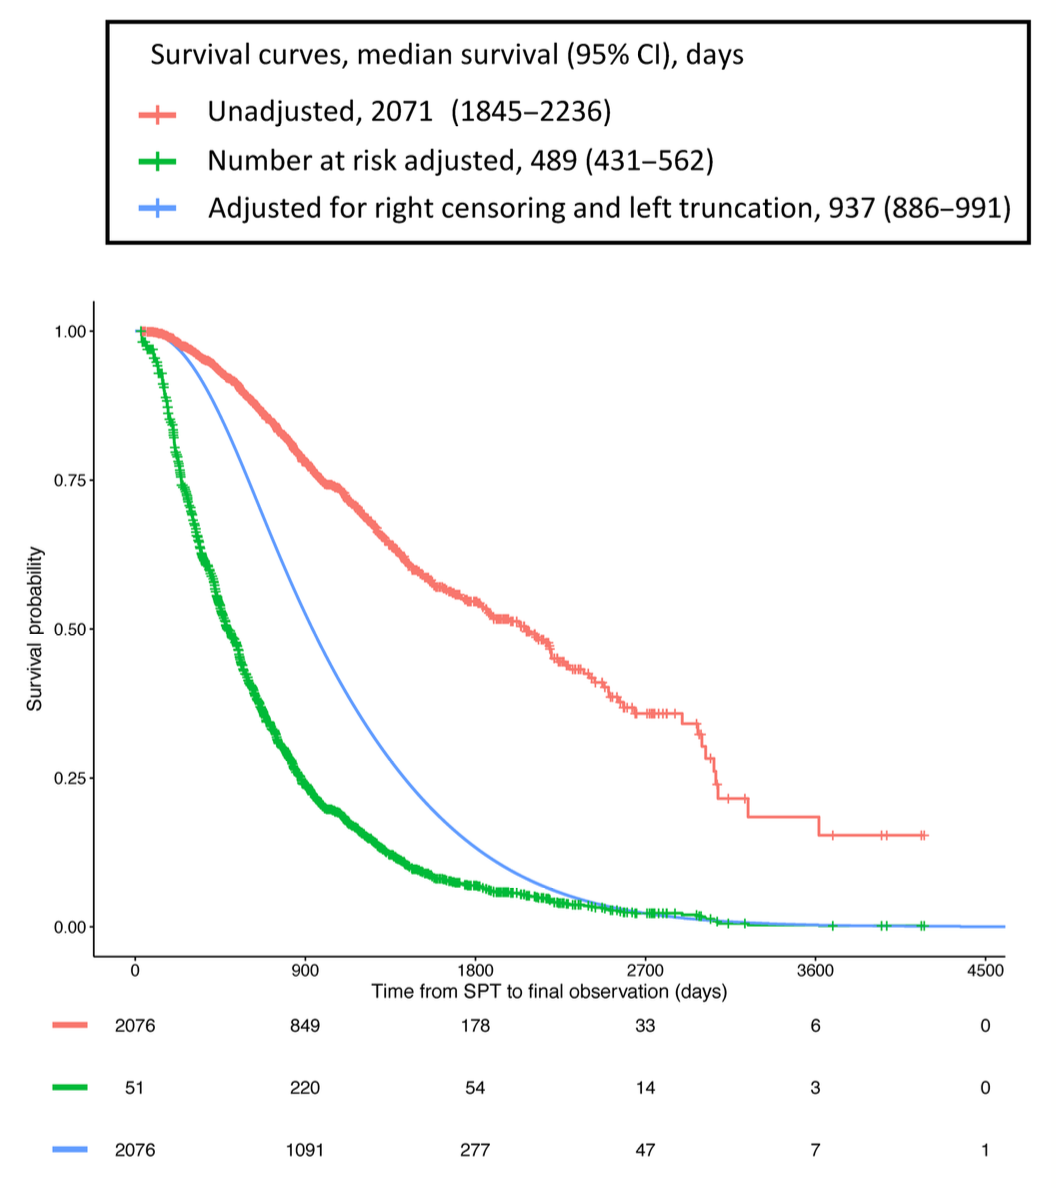 Survival curves, median survival (95% CI), days
Unadjusted, 2071 (1845–2236)
Number at risk adjusted, 489 (431–562)
Adjusted for right censoring and left truncation, 937 (886–991)
1.00
0.75
0.50
0.25
0.00
Survival probability
0 900 1800 2700 3600 4500
Time from SPT to final observation (days)
2076 849 178 33 6 0
51 220 54 14 3 0
2076 1091 277 47 7 1